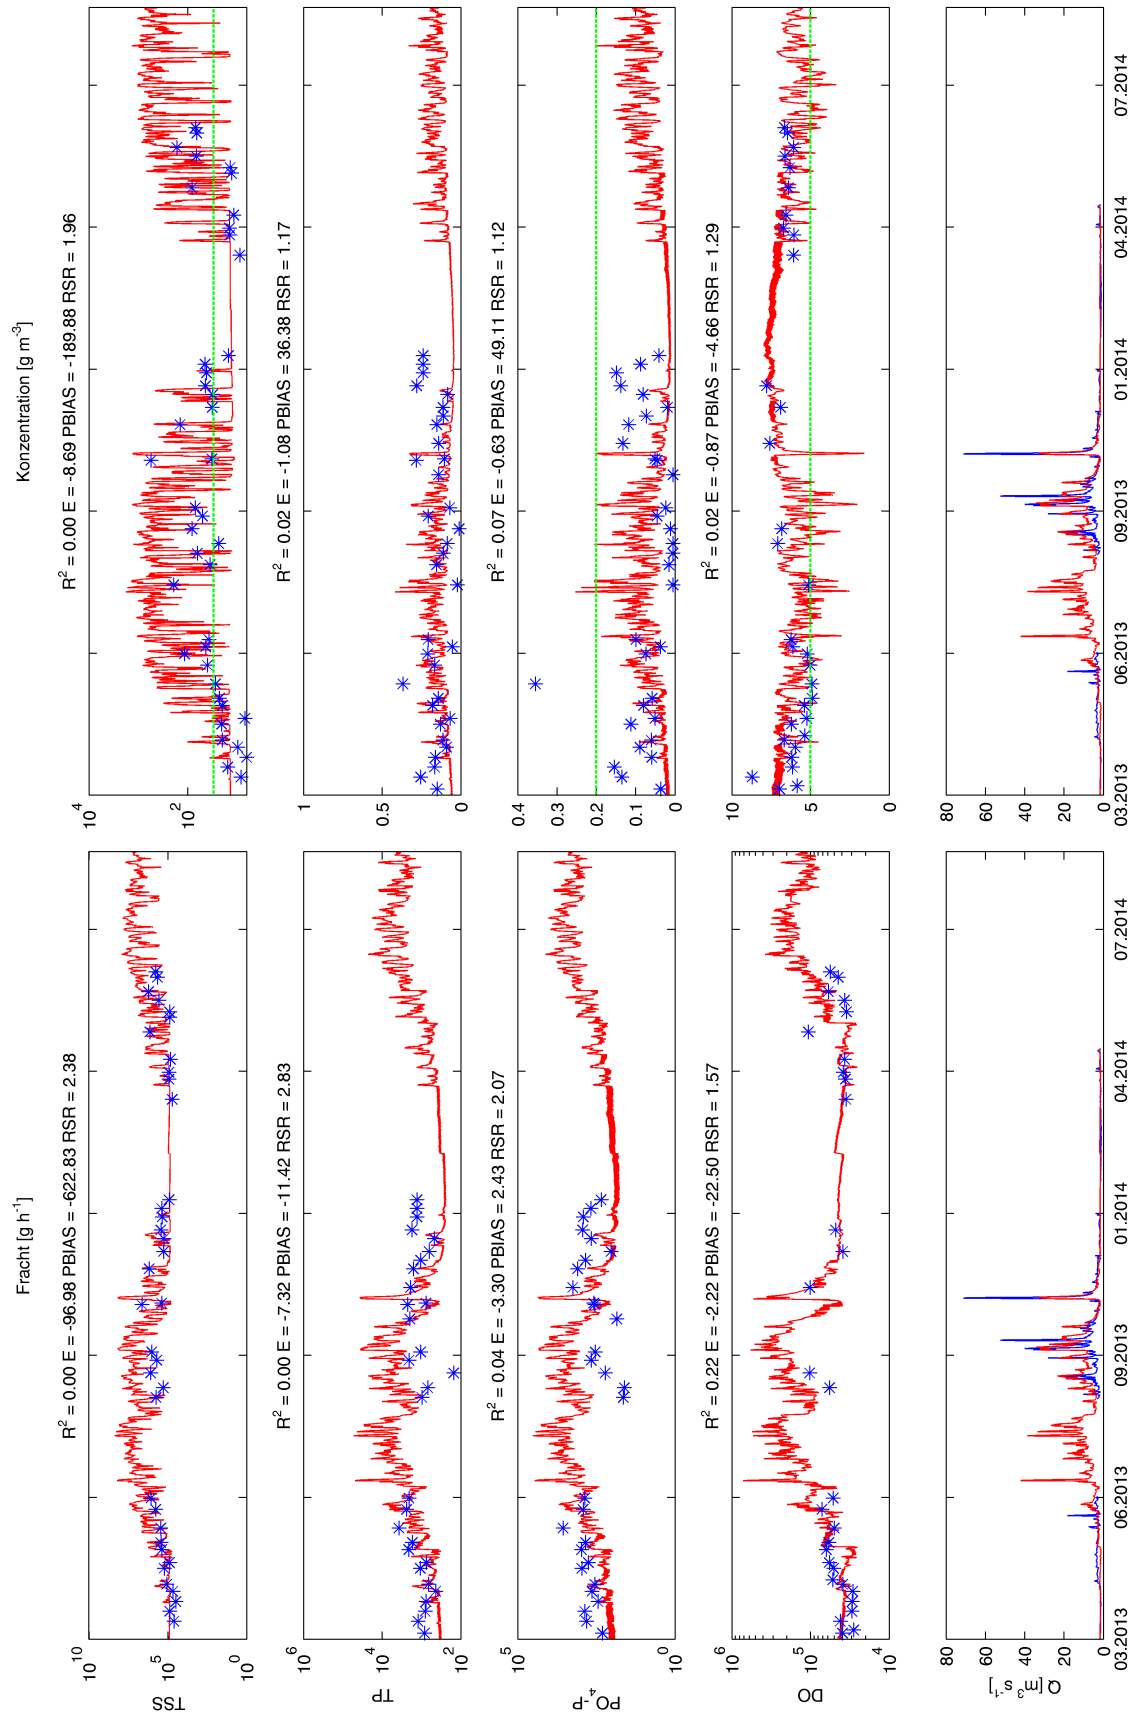 Fracht [g h⁻¹]
R² = 0.00 E = -96.98 PBIAS = -622.83 RSR = 2.38
TSS
10¹⁰
10⁵
10⁰
R² = 0.00 E = -7.32 PBIAS = -11.42 RSR = 2.83
TP
10⁶
10⁴
10²
R² = 0.04 E = -3.30 PBIAS = 2.43 RSR = 2.07
PO₄-P
10⁵
10⁰
R² = 0.22 E = -2.22 PBIAS = -22.50 RSR = 1.57
DO
10⁶
10⁵
10⁴
Q [m³ s⁻¹]
80
60
40
20
0
03.2013 06.2013 09.2013 01.2014 04.2014 07.2014
Konzentration [g m⁻³]
R² = 0.00 E = -8.69 PBIAS = -189.88 RSR = 1.96
10⁴
10²
R² = 0.02 E = -1.08 PBIAS = 36.38 RSR = 1.17
1
0.5
0
R² = 0.07 E = -0.63 PBIAS = 49.11 RSR = 1.12
0.4
0.3
0.2
0.1
0
R² = 0.02 E = -0.87 PBIAS = -4.66 RSR = 1.29
10
5
0
80
60
40
20
0
03.2013 06.2013 09.2013 01.2014 04.2014 07.2014